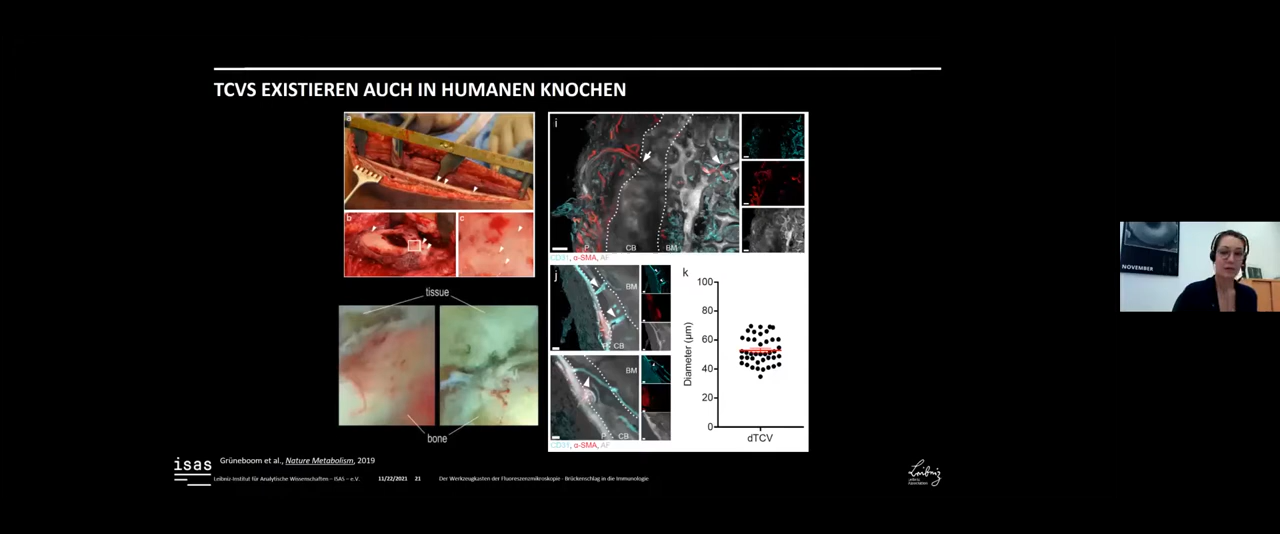 TCVS EXISTIEREN AUCH IN HUMANEN KNOCHEN
a
b
c
tissue
bone
i
P
CB
BM
CD31, α-SMA, AF
j
BM
P
CB
BM
P
CB
CD31, α-SMA, AF
k
Diameter (µm)
100
80
60
40
20
0
dTCV
Grüneboom et al., Nature Metabolism, 2019
isas
Leibniz-Institut für Analytische Wissenschaften – ISAS – e.V.
11/22/2021
21
Der Werkzeugkasten der Fluoreszenzmikroskopie - Brückenschlag in die Immunologie
Leibniz
NOVEMBER